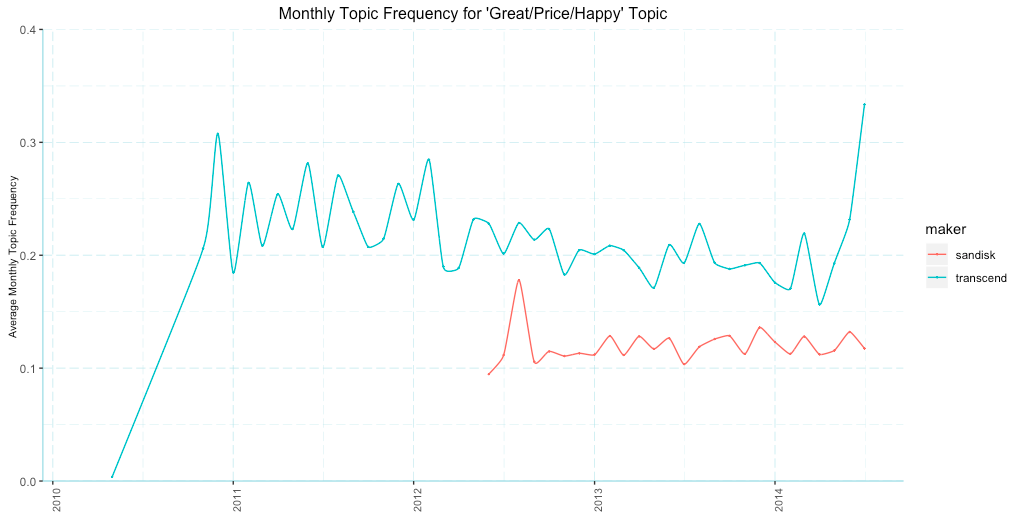 Monthly Topic Frequency for 'Great/Price/Happy' Topic
Average Monthly Topic Frequency
0.4
0.3
0.2
0.1
0.0
2010
2011
2012
2013
2014
maker
sandisk
transcend